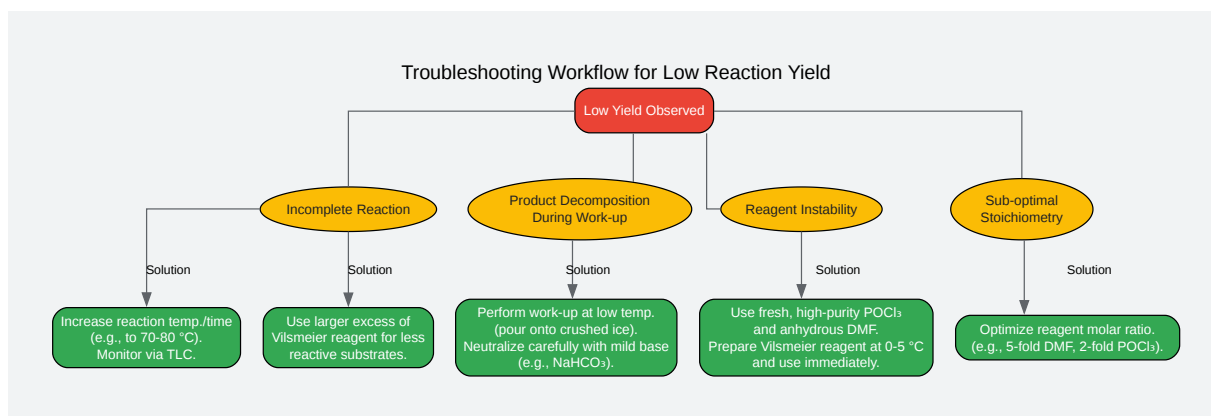 Troubleshooting Workflow for Low Reaction Yield
Low Yield Observed
Incomplete Reaction
Product Decomposition
During Work-up
Reagent Instability
Sub-optimal
Stoichiometry
Solution
Solution
Solution
Solution
Solution
Increase reaction temp./time
(e.g., to 70-80 °C).
Monitor via TLC.
Use larger excess of
Vilsmeier reagent for less
reactive substrates.
Perform work-up at low temp.
(pour onto crushed ice).
Neutralize carefully with mild base
(e.g., NaHCO₃).
Use fresh, high-purity POCl₃
and anhydrous DMF.
Prepare Vilsmeier reagent at 0-5 °C
and use immediately.
Optimize reagent molar ratio.
(e.g., 5-fold DMF, 2-fold POCl₃).